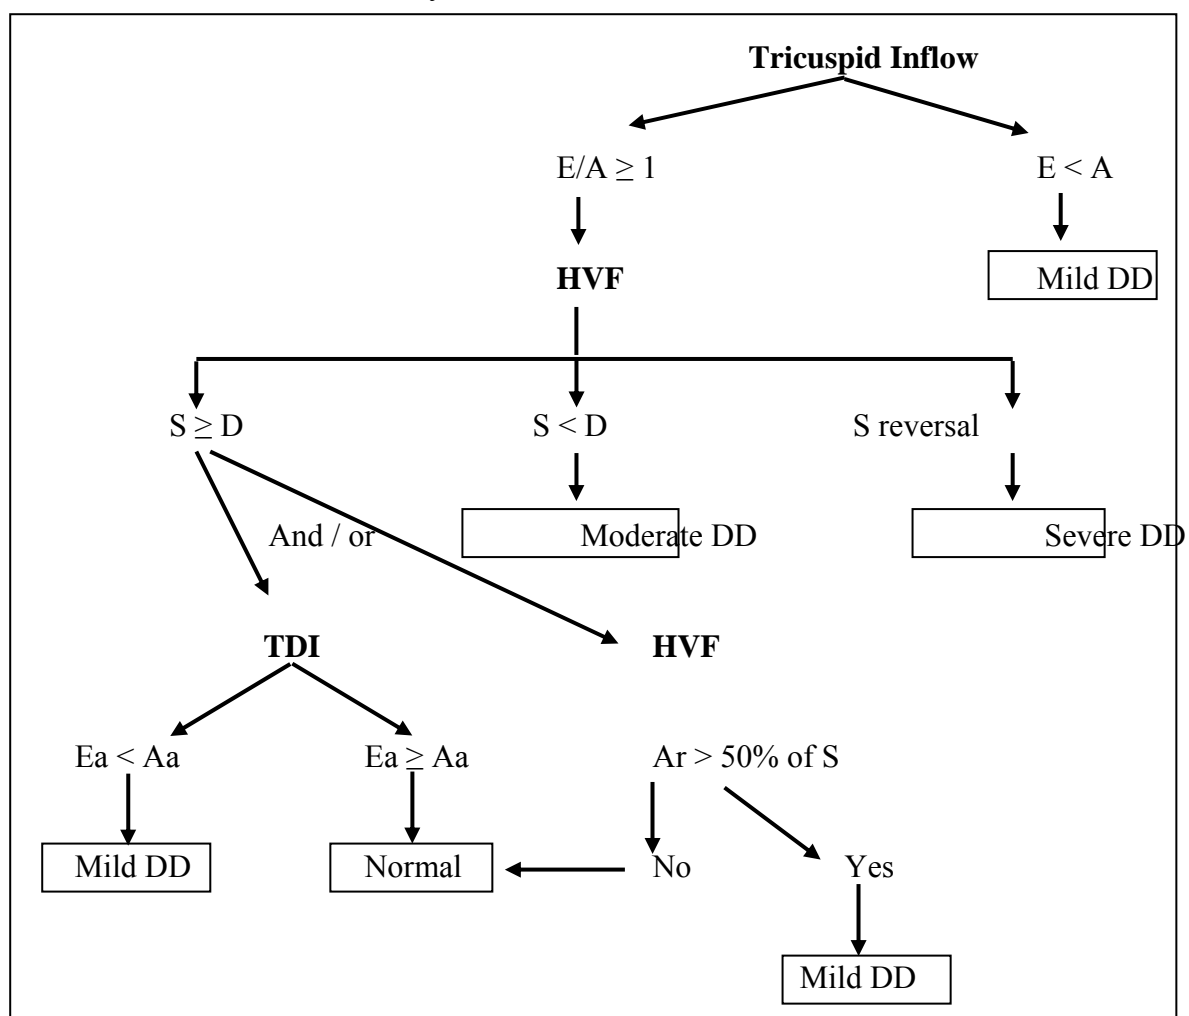 Tricuspid Inflow
E/A ≥ 1
E < A
HVF
Mild DD
S ≥ D
S < D
S reversal
And / or
Moderate DD
Severe DD
TDI
HVF
Ea < Aa
Ea ≥ Aa
Ar > 50% of S
Mild DD
Normal
No
Yes
Mild DD